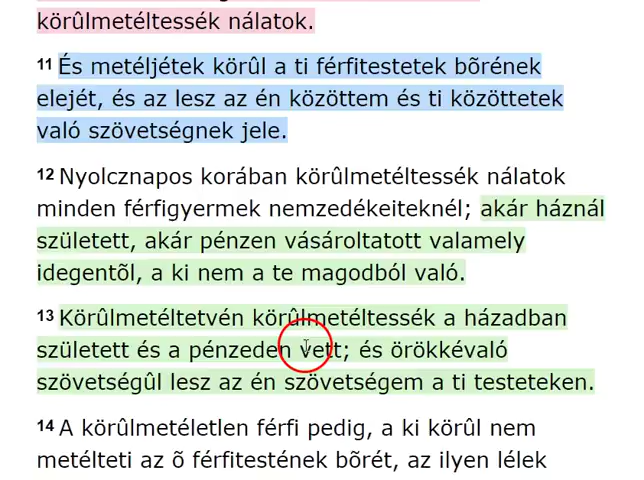 körûlmetéltessék nálatok.
11 És metéljétek körûl a ti férfitestetek bõrének
elejét, és az lesz az én közöttem és ti közöttetek
való szövetségnek jele.
12 Nyolcznapos korában körûlmetéltessék nálatok
minden férfigyermek nemzedékeiteknél; akár háznál
született, akár pénzen vásároltatott valamely
idegentõl, a ki nem a te magodból való.
13 Körûlmetéltetvén körûlmetéltessék a házadban
született és a pénzeden vett; és örökkévaló
szövetségûl lesz az én szövetségem a ti testeteken.
14 A körûlmetéletlen férfi pedig, a ki körûl nem
metélteti az õ férfitestének bõrét, az ilyen lélek